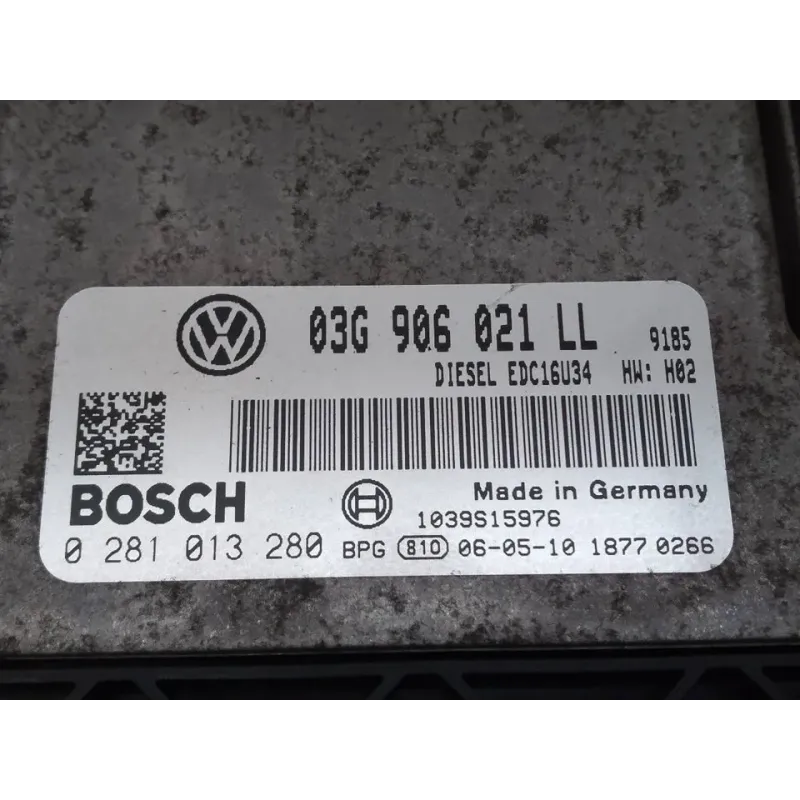 03G 906 021 LL 9185
DIESEL EDC16U34 HW: H02
BOSCH
Made in Germany
1039S15976
0 281 013 280 BPG 810 06-05-10 1877 0266